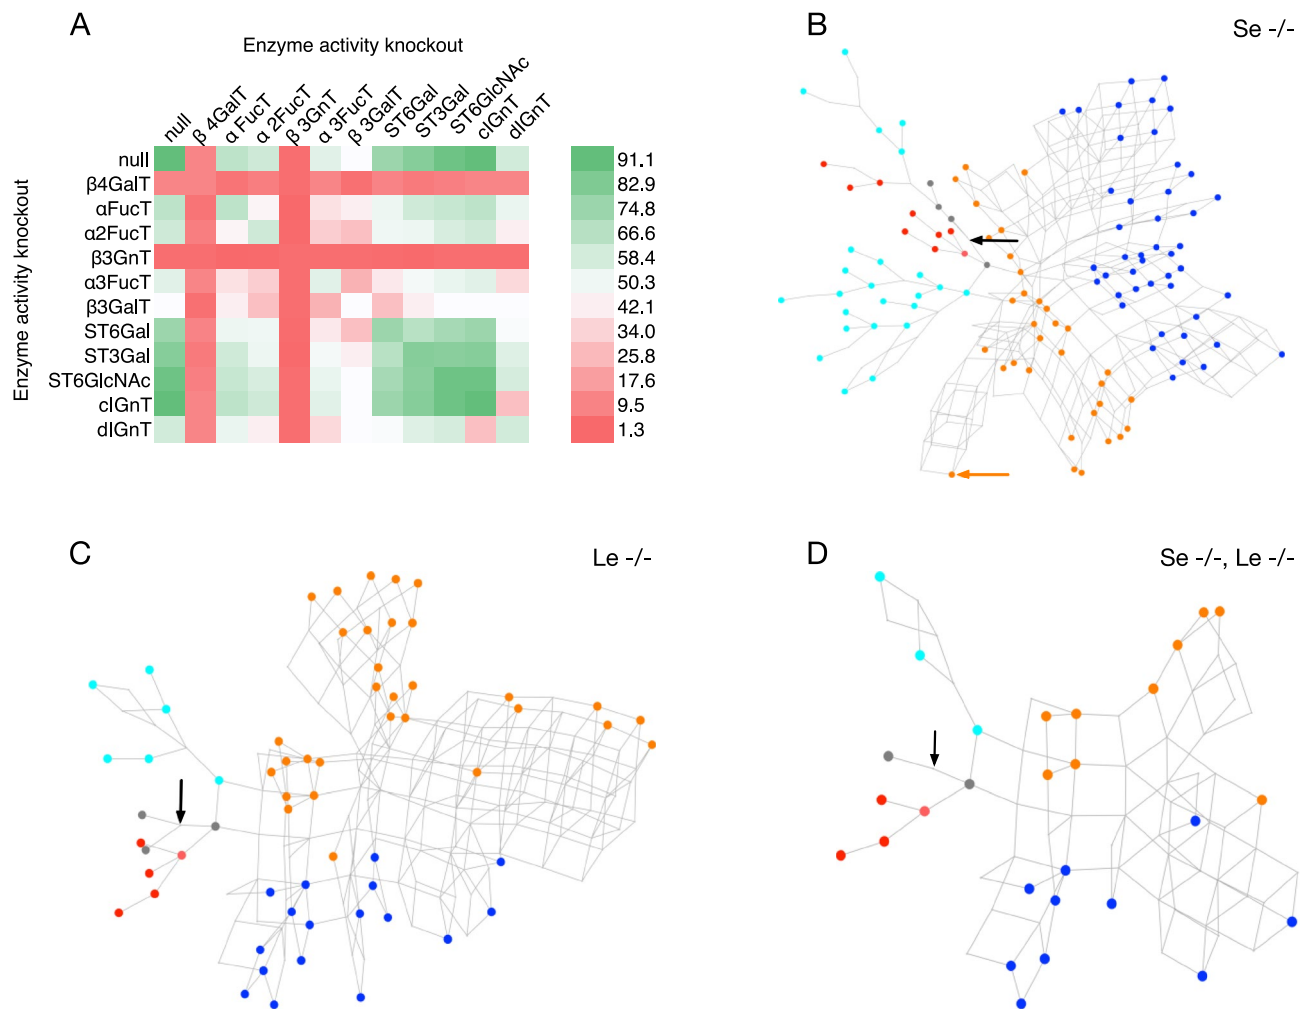 A
Enzyme activity knockout
null
β 4GalT
α FucT
α 2FucT
β 3GnT
α 3FucT
β 3GalT
ST6Gal
ST3Gal
ST6GlcNAc
cIGnT
dIGnT
Enzyme activity knockout
null
β4GalT
αFucT
α2FucT
β3GnT
α3FucT
β3GalT
ST6Gal
ST3Gal
ST6GlcNAc
cIGnT
dIGnT
91.1
82.9
74.8
66.6
58.4
50.3
42.1
34.0
25.8
17.6
9.5
1.3
B
Se -/-
C
Le -/-
D
Se -/-, Le -/-